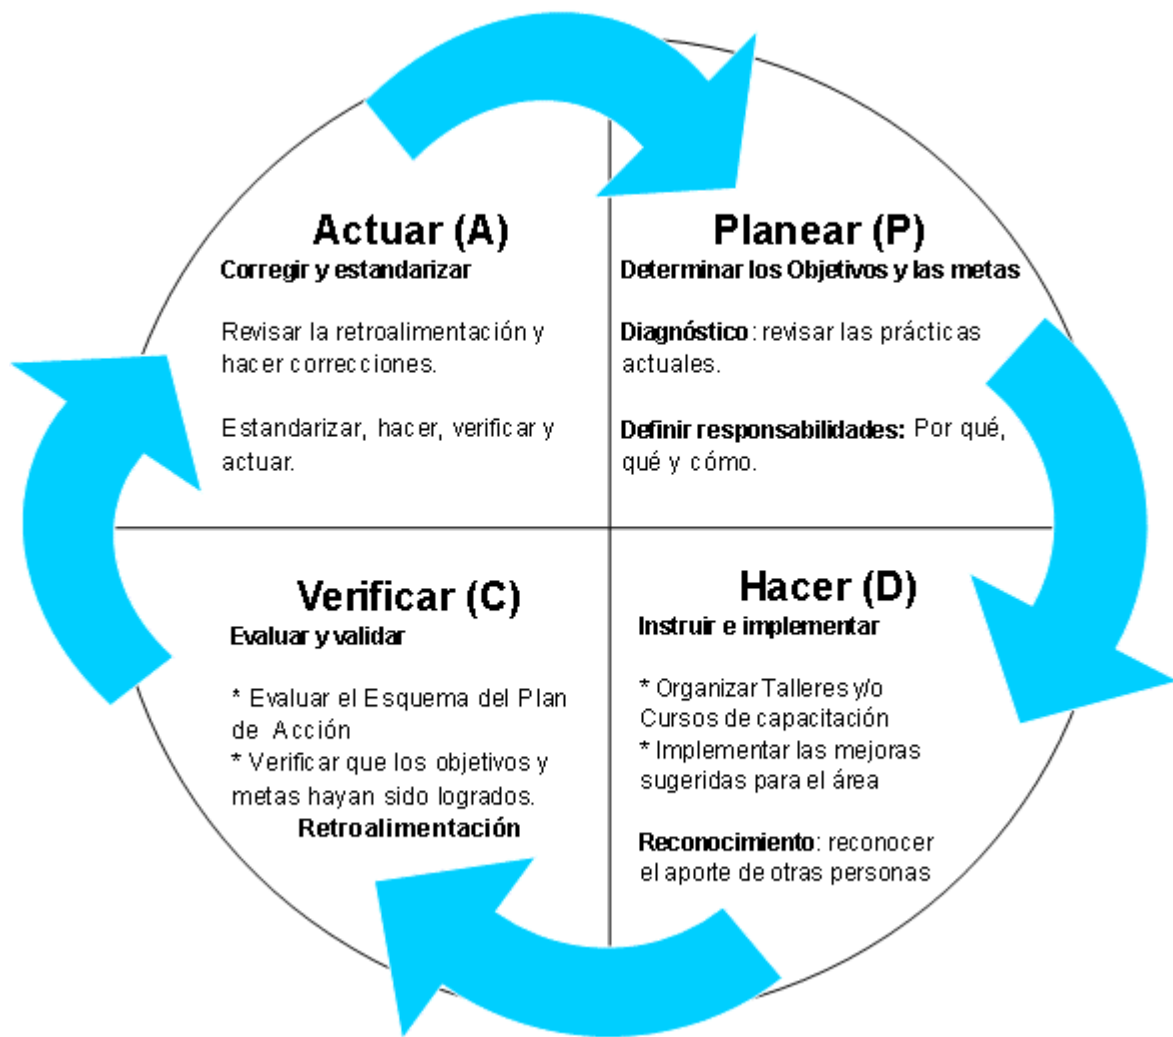 Actuar (A)
Corregir y estandarizar
Revisar la retroalimentación y
hacer correcciones.
Estandarizar, hacer, verificar y
actuar.
Planear (P)
Determinar los Objetivos y las metas
Diagnóstico: revisar las prácticas
actuales.
Definir responsabilidades: Por qué,
qué y cómo.
Verificar (C)
Evaluar y validar
* Evaluar el Esquema del Plan
de Acción
* Verificar que los objetivos y
metas hayan sido logrados.
Retroalimentación
Hacer (D)
Instruir e implementar
* Organizar Talleres y/o
Cursos de capacitación
* Implementar las mejoras
sugeridas para el área
Reconocimiento: reconocer
el aporte de otras personas